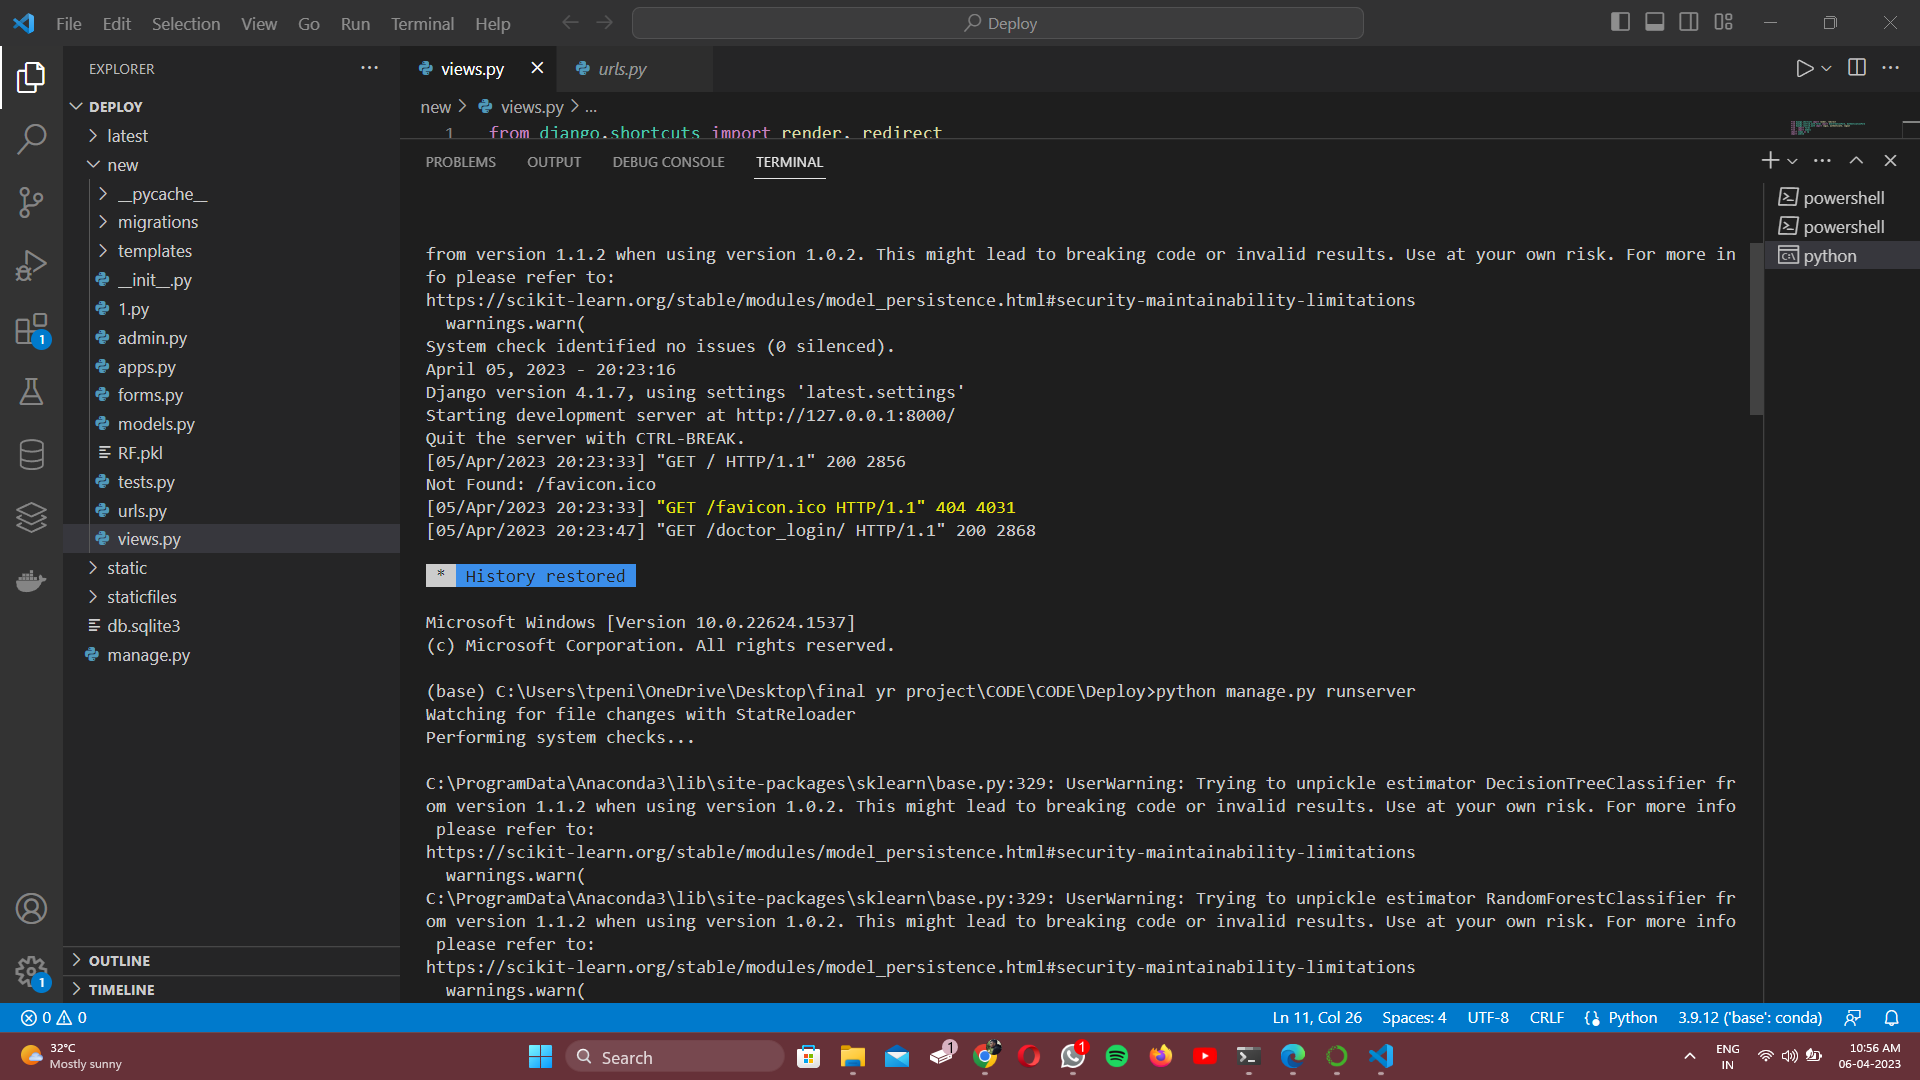 File Edit Selection View Go Run Terminal Help
Deploy
EXPLORER
DEPLOY
latest
new
__pycache__
migrations
templates
__init__.py
1.py
admin.py
apps.py
forms.py
models.py
RF.pkl
tests.py
urls.py
views.py
static
staticfiles
db.sqlite3
manage.py
OUTLINE
TIMELINE
views.py
urls.py
new > views.py > ...
1 from django.shortcuts import render, redirect
PROBLEMS OUTPUT DEBUG CONSOLE TERMINAL
powershell
powershell
python
from version 1.1.2 when using version 1.0.2. This might lead to breaking code or invalid results. Use at your own risk. For more in
fo please refer to:
https://scikit-learn.org/stable/modules/model_persistence.html#security-maintainability-limitations
warnings.warn(
System check identified no issues (0 silenced).
April 05, 2023 - 20:23:16
Django version 4.1.7, using settings 'latest.settings'
Starting development server at http://127.0.0.1:8000/
Quit the server with CTRL-BREAK.
[05/Apr/2023 20:23:33] "GET / HTTP/1.1" 200 2856
Not Found: /favicon.ico
[05/Apr/2023 20:23:33] "GET /favicon.ico HTTP/1.1" 404 4031
[05/Apr/2023 20:23:47] "GET /doctor_login/ HTTP/1.1" 200 2868
* History restored
Microsoft Windows [Version 10.0.22624.1537]
(c) Microsoft Corporation. All rights reserved.
(base) C:\Users\tpeni\OneDrive\Desktop\final yr project\CODE\CODE\Deploy>python manage.py runserver
Watching for file changes with StatReloader
Performing system checks...
C:\ProgramData\Anaconda3\lib\site-packages\sklearn\base.py:329: UserWarning: Trying to unpickle estimator DecisionTreeClassifier fr
om version 1.1.2 when using version 1.0.2. This might lead to breaking code or invalid results. Use at your own risk. For more info
please refer to:
https://scikit-learn.org/stable/modules/model_persistence.html#security-maintainability-limitations
warnings.warn(
C:\ProgramData\Anaconda3\lib\site-packages\sklearn\base.py:329: UserWarning: Trying to unpickle estimator RandomForestClassifier fr
om version 1.1.2 when using version 1.0.2. This might lead to breaking code or invalid results. Use at your own risk. For more info
please refer to:
https://scikit-learn.org/stable/modules/model_persistence.html#security-maintainability-limitations
warnings.warn(
0 0
Ln 11, Col 26 Spaces: 4 UTF-8 CRLF Python 3.9.12 ('base': conda)
32°C
Mostly sunny
Search
ENG
IN
10:56 AM
06-04-2023